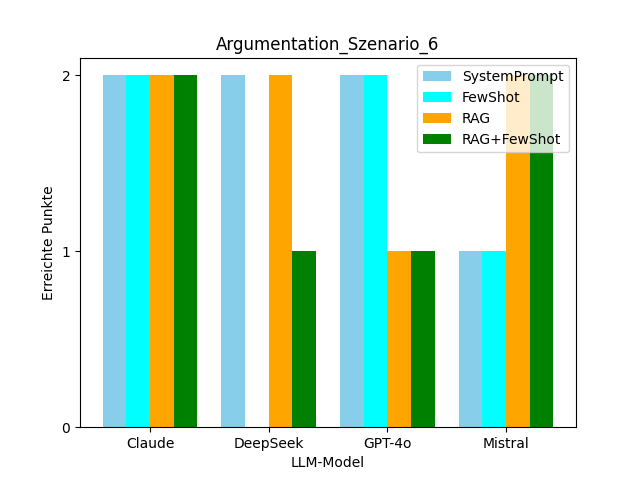 Argumentation_Szenario_6
SystemPrompt
FewShot
RAG
RAG+FewShot
Erreichte Punkte
2
1
0
Claude
DeepSeek
GPT-4o
Mistral
LLM-Model